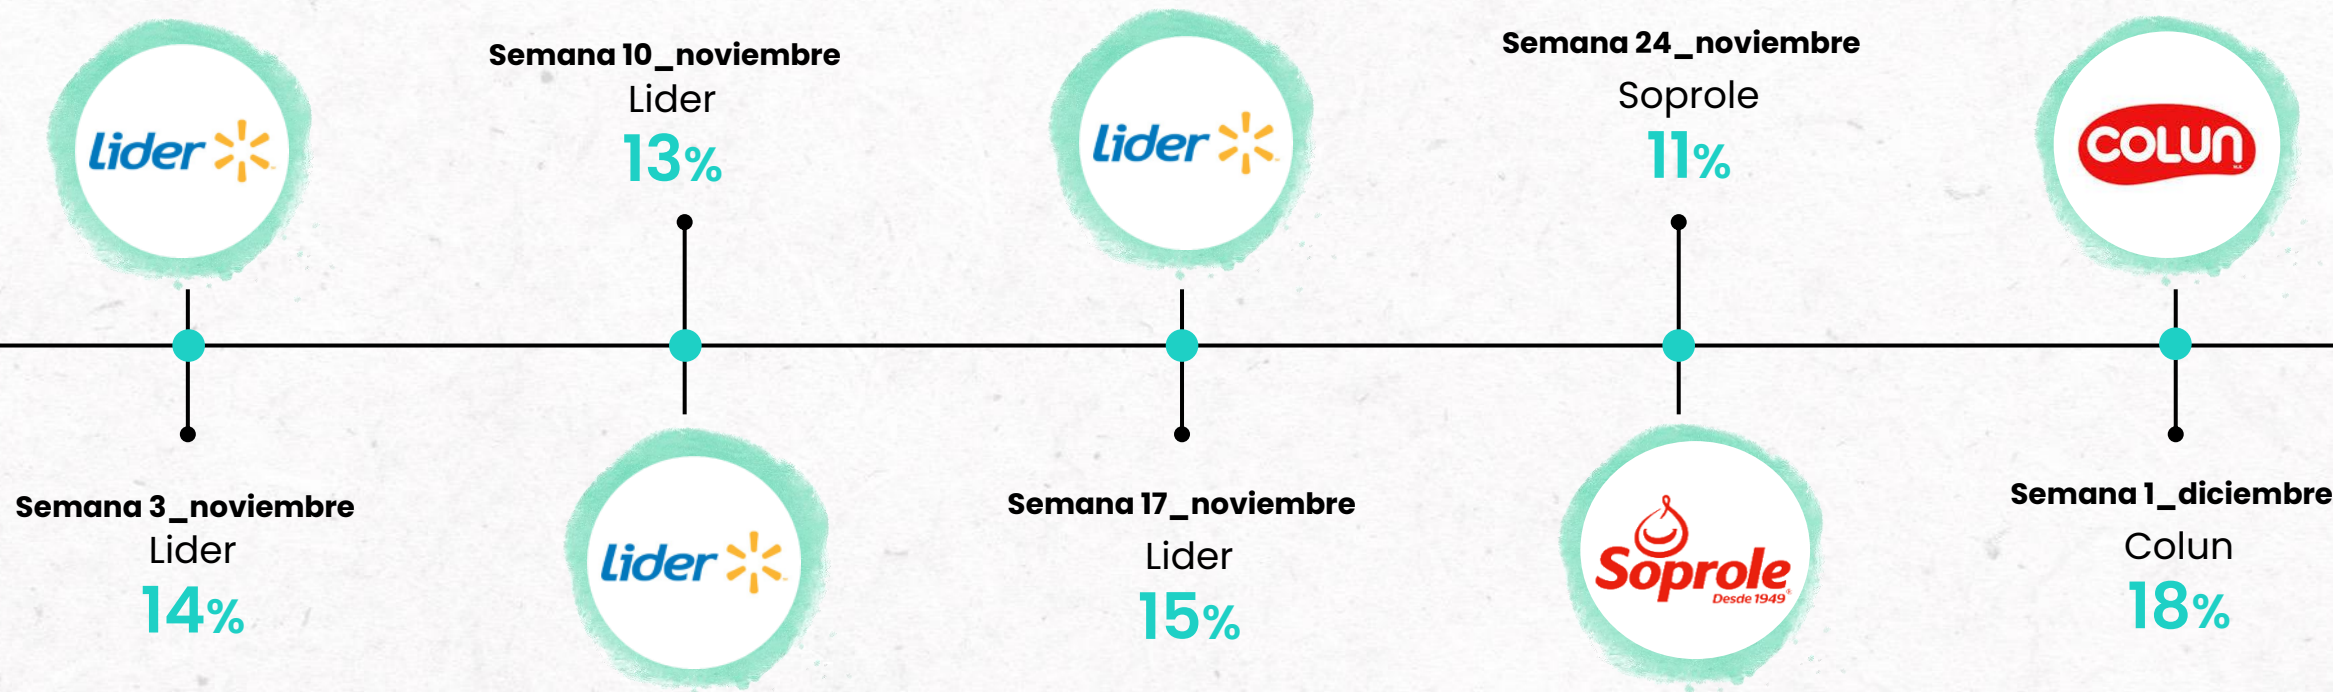 lider
Semana 3_noviembre
Lider
14%
Semana 10_noviembre
Lider
13%
lider
lider
Semana 17_noviembre
Lider
15%
Semana 24_noviembre
Soprole
11%
Soprole
Desde 1949
COLUN
Semana 1_diciembre
Colun
18%